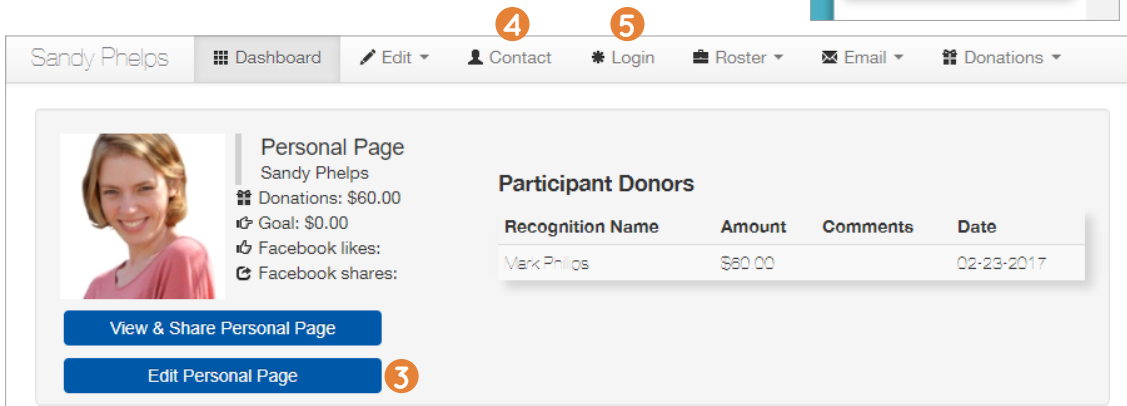 4 5
Sandy Phelps Dashboard Edit Contact Login Roster Email Donations
Personal Page
Sandy Phelps
Donations: $60.00
Goal: $0.00
Facebook likes:
Facebook shares:
View & Share Personal Page
Edit Personal Page 3
Participant Donors
Recognition Name Amount Comments Date
Mark Philips $60.00 02-23-2017